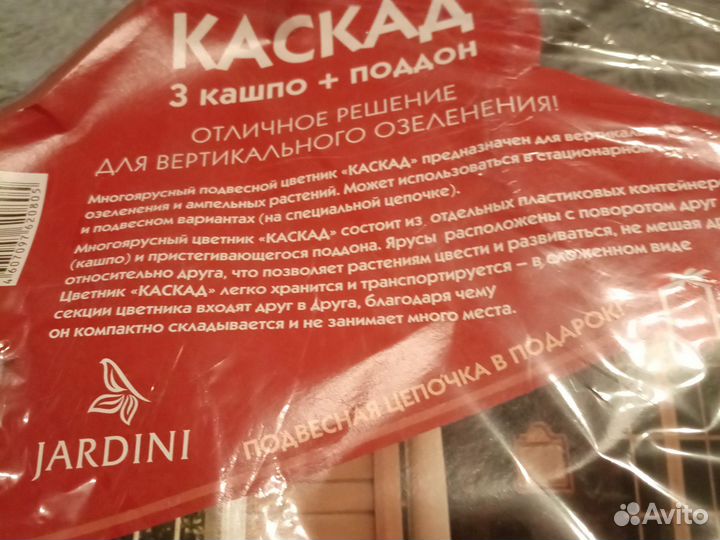 КАСКАД
3 кашпо + поддон
ОТЛИЧНОЕ РЕШЕНИЕ
ДЛЯ ВЕРТИКАЛЬНОГО ОЗЕЛЕНЕНИЯ!
Многоярусный подвесной цветник «КАСКАД» предназначен для
озеленения и ампельных растений. Может использоваться в
и подвесном вариантах (на специальной цепочке).
Многоярусный цветник «КАСКАД» состоит из отдельных пластиковых
(кашпо) и пристегивающегося поддона. Ярусы расположены с поворотом друг
относительно друга, что позволяет растениям цвести и развиваться, не мешая
Цветник «КАСКАД» легко хранится и транспортируется – в сложенном виде
секции цветника входят друг в друга, благодаря чему
он компактно складывается и не занимает много места.
4607097620805
JARDINI
ПОДВЕСНАЯ ЦЕПОЧКА В ПОДАРОК!
Avito